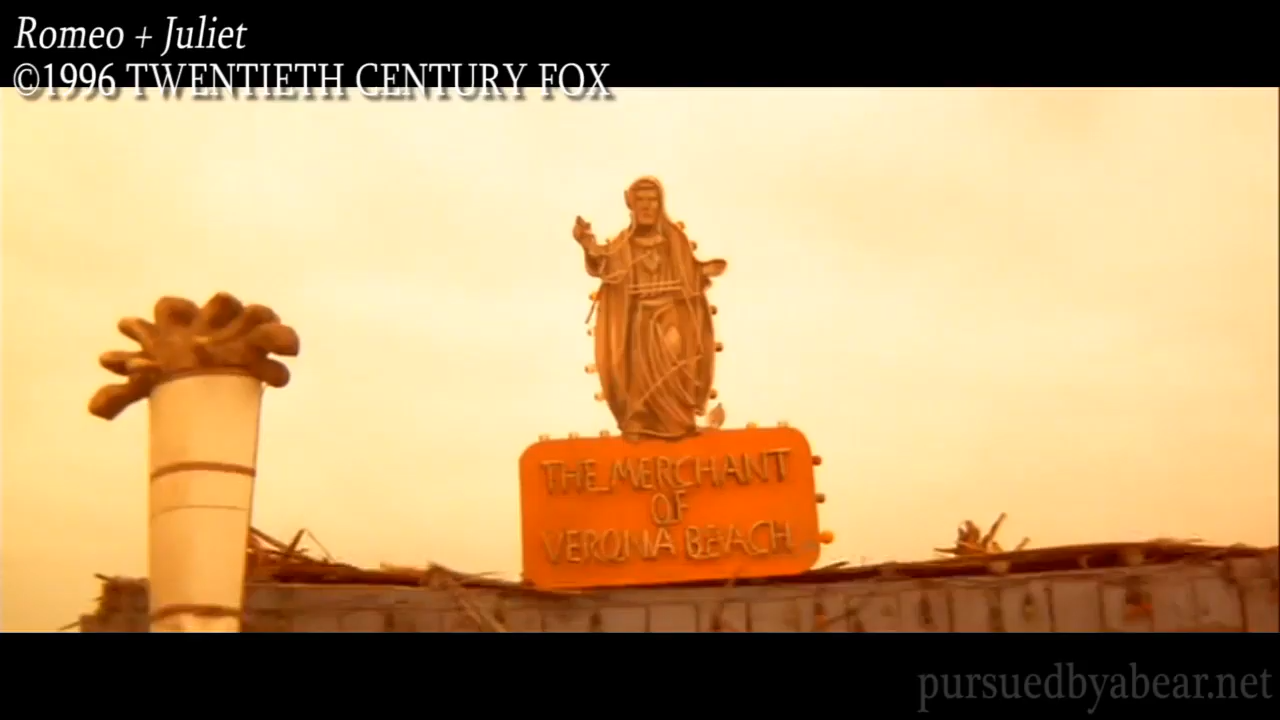 Romeo + Juliet
©1996 TWENTIETH CENTURY FOX
THE MERCHANT
OF
VERONA BEACH
pursuedbyabear.net